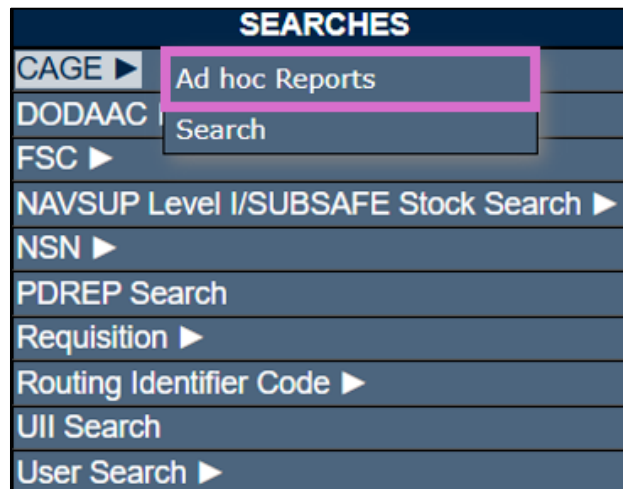 SEARCHES
CAGE ▶
Ad hoc Reports
DODAAC
Search
FSC ▶
NAVSUP Level I/SUBSAFE Stock Search ▶
NSN ▶
PDREP Search
Requisition ▶
Routing Identifier Code ▶
UII Search
User Search ▶